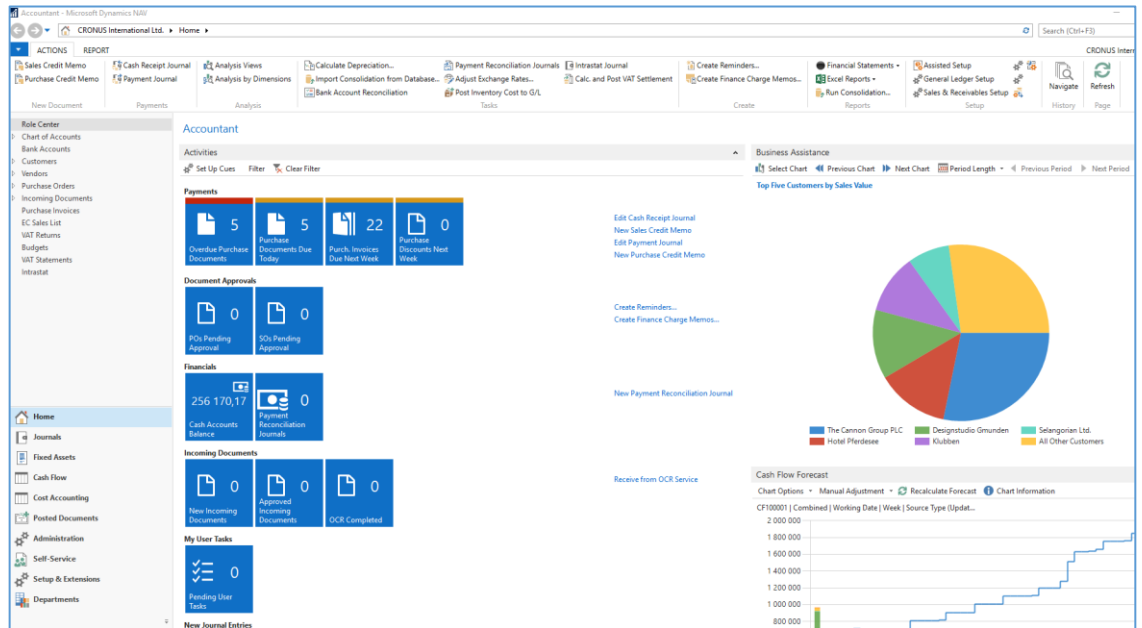 Accountant - Microsoft Dynamics NAV
CRONUS International Ltd. Home
Search (Ctrl+F3)
ACTIONS REPORT
CRONUS Intern
Sales Credit Memo
Purchase Credit Memo
New Document
Cash Receipt Journal
Payment Journal
Payments
Analysis Views
Analysis by Dimensions
Analysis
Calculate Depreciation...
Import Consolidation from Database...
Bank Account Reconciliation
Payment Reconciliation Journals
Adjust Exchange Rates...
Post Inventory Cost to G/L
Intrastat Journal
Calc. and Post VAT Settlement
Tasks
Create Reminders...
Create Finance Charge Memos...
Create
Financial Statements
Excel Reports
Run Consolidation...
Reports
Assisted Setup
General Ledger Setup
Sales & Receivables Setup
Setup
Navigate
History
Refresh
Page
Role Center
Chart of Accounts
Bank Accounts
Customers
Vendors
Purchase Orders
Incoming Documents
Purchase Invoices
EC Sales List
VAT Returns
Budgets
VAT Statements
Intrastat
Home
Journals
Fixed Assets
Cash Flow
Cost Accounting
Posted Documents
Administration
Self-Service
Setup & Extensions
Departments
Accountant
Activities
Set Up Cues Filter Clear Filter
Payments
5
Overdue Purchase
Documents
5
Purchase
Documents Due
Today
22
Purch. Invoices
Due Next Week
0
Purchase
Discounts Next
Week
Edit Cash Receipt Journal
New Sales Credit Memo
Edit Payment Journal
New Purchase Credit Memo
Document Approvals
0
POs Pending
Approval
0
SOs Pending
Approval
Create Reminders...
Create Finance Charge Memos...
Financials
256 170,17
Cash Accounts
Balance
0
Payment
Reconciliation
Journals
New Payment Reconciliation Journal
Incoming Documents
0
New Incoming
Documents
0
Approved
Incoming
Documents
0
OCR Completed
Receive from OCR Service
My User Tasks
0
Pending User
Tasks
New Journal Entries
Business Assistance
Select Chart Previous Chart Next Chart Period Length Previous Period Next Period
Top Five Customers by Sales Value
The Cannon Group PLC Designstudio Gmunden Selangorian Ltd.
Hotel Pferdesee Klubben All Other Customers
Cash Flow Forecast
Chart Options Manual Adjustment Recalculate Forecast Chart Information
CF100001 | Combined | Working Date | Week | Source Type (Updat...
2 000 000
1 800 000
1 600 000
1 400 000
1 200 000
1 000 000
800 000